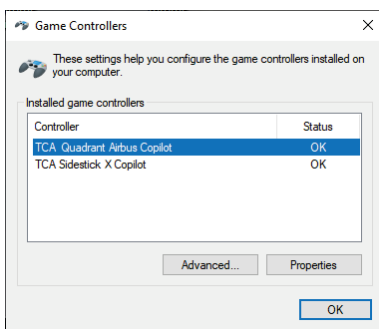 Game Controllers
These settings help you configure the game controllers installed on
your computer.
Installed game controllers
Controller Status
TCA Quadrant Airbus Copilot OK
TCA Sidestick X Copilot OK
Advanced... Properties
OK